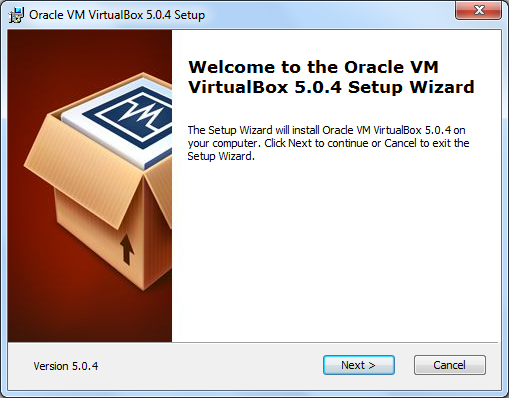 Oracle VM VirtualBox 5.0.4 Setup
Welcome to the Oracle VM
VirtualBox 5.0.4 Setup Wizard
The Setup Wizard will install Oracle VM VirtualBox 5.0.4 on
your computer. Click Next to continue or Cancel to exit the
Setup Wizard.
Version 5.0.4
Next >
Cancel